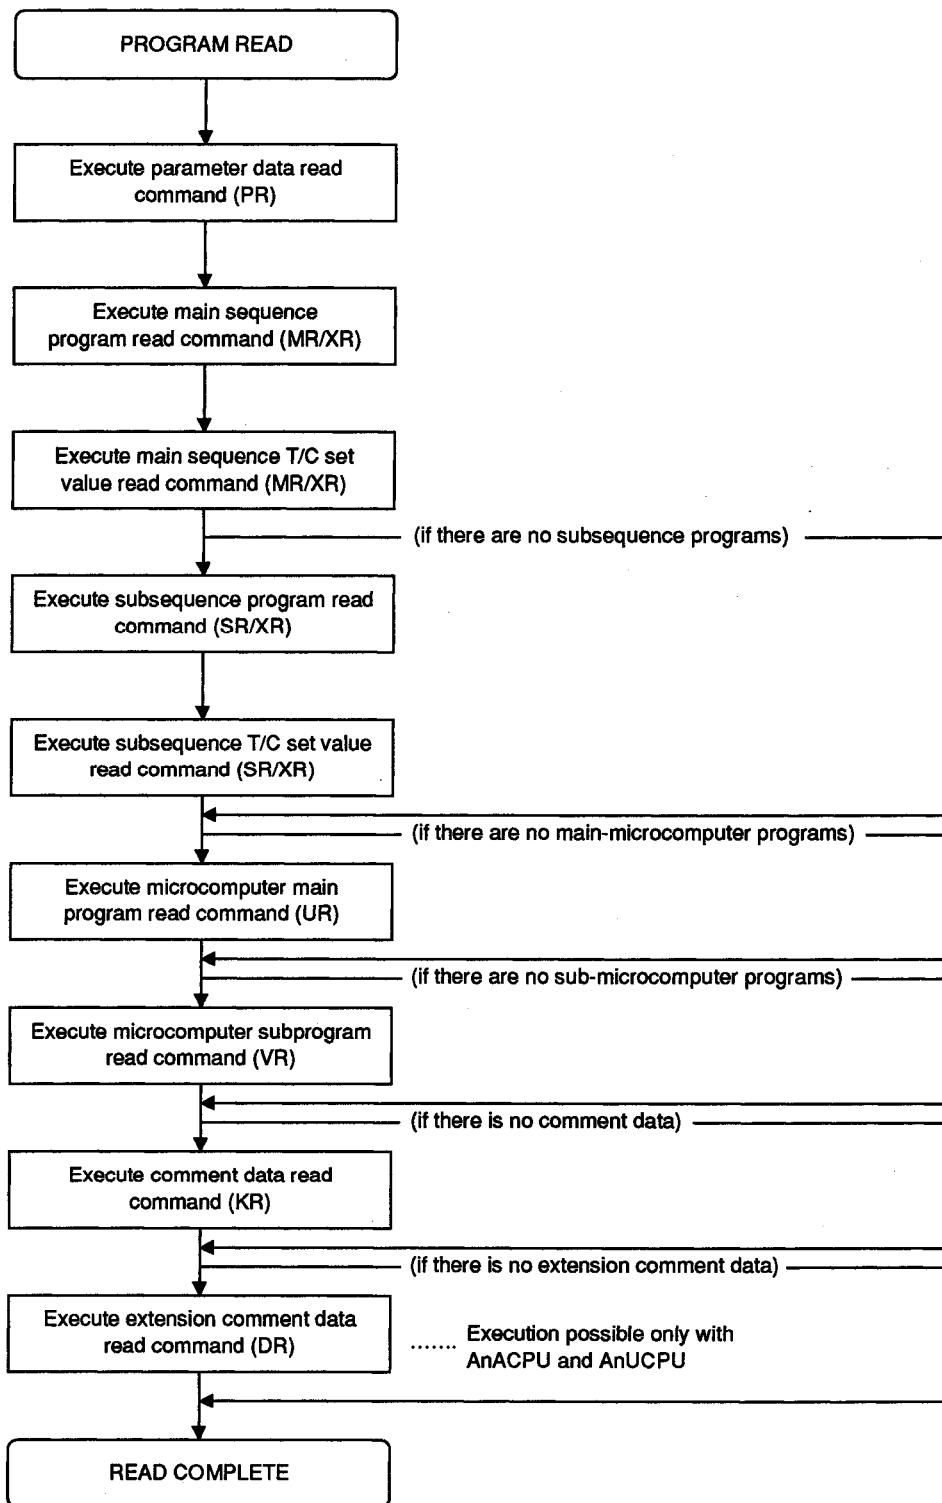 PROGRAM READ
Execute parameter data read
command (PR)
Execute main sequence
program read command (MR/XR)
Execute main sequence T/C set
value read command (MR/XR)
(if there are no subsequence programs)
Execute subsequence program read
command (SR/XR)
Execute subsequence T/C set value
read command (SR/XR)
(if there are no main-microcomputer programs)
Execute microcomputer main
program read command (UR)
(if there are no sub-microcomputer programs)
Execute microcomputer subprogram
read command (VR)
(if there is no comment data)
Execute comment data read
command (KR)
(if there is no extension comment data)
Execute extension comment data
read command (DR)
....... Execution possible only with
AnACPU and AnUCPU
READ COMPLETE